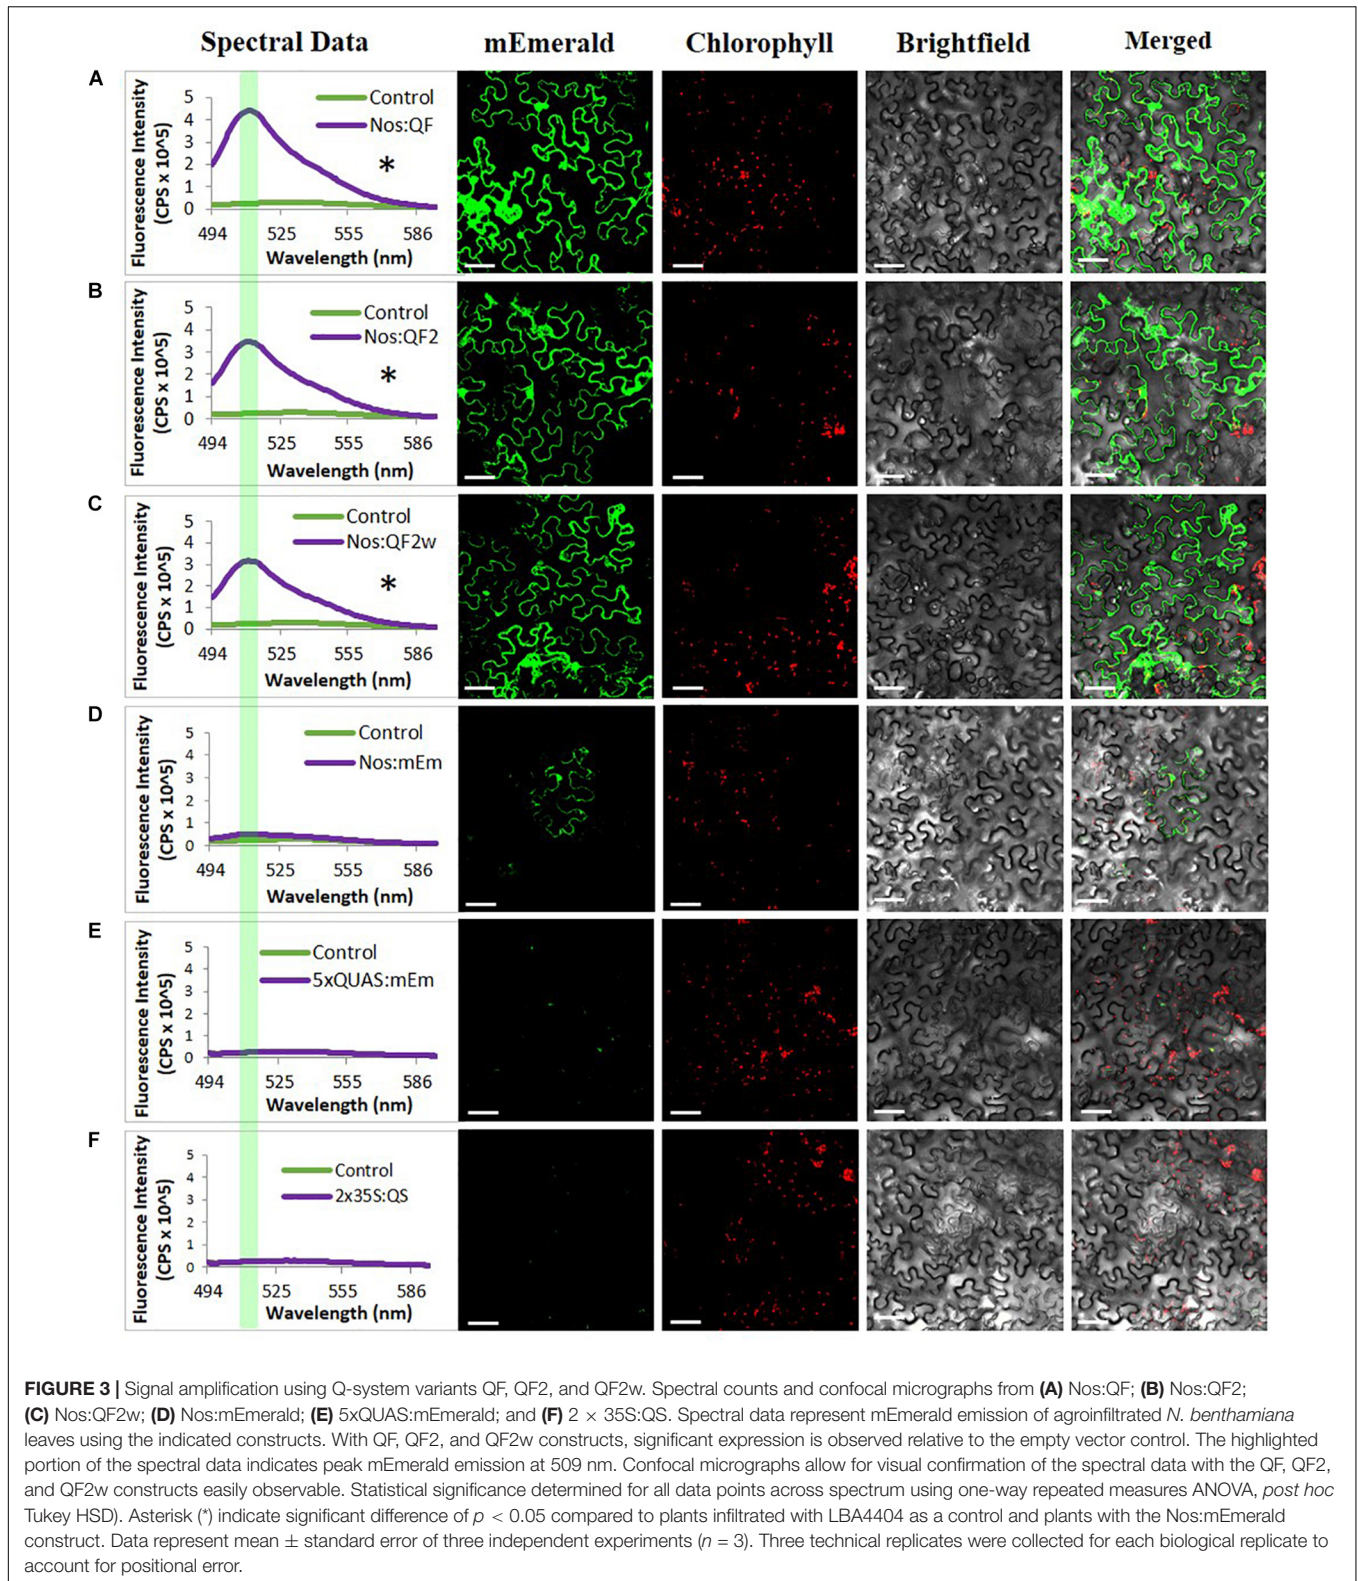 Spectral Data mEmerald Chlorophyll Brightfield Merged
A
Fluorescence Intensity
(CPS x 10^5)
5
4
3
2
1
0
Control
Nos:QF
*
494 525 555 586
Wavelength (nm)
B
Fluorescence Intensity
(CPS x 10^5)
5
4
3
2
1
0
Control
Nos:QF2
*
494 525 555 586
Wavelength (nm)
C
Fluorescence Intensity
(CPS x 10^5)
5
4
3
2
1
0
Control
Nos:QF2w
*
494 525 555 586
Wavelength (nm)
D
Fluorescence Intensity
(CPS x 10^5)
5
4
3
2
1
0
Control
Nos:mEm
494 525 555 586
Wavelength (nm)
E
Fluorescence Intensity
(CPS x 10^5)
5
4
3
2
1
0
Control
5xQUAS:mEm
494 525 555 586
Wavelength (nm)
F
Fluorescence Intensity
(CPS x 10^5)
5
4
3
2
1
0
Control
2x35S:QS
494 525 555 586
Wavelength (nm)
FIGURE 3 | Signal amplification using Q-system variants QF, QF2, and QF2w. Spectral counts and confocal micrographs from (A) Nos:QF; (B) Nos:QF2;
(C) Nos:QF2w; (D) Nos:mEmerald; (E) 5xQUAS:mEmerald; and (F) 2 × 35S:QS. Spectral data represent mEmerald emission of agroinfiltrated N. benthamiana
leaves using the indicated constructs. With QF, QF2, and QF2w constructs, significant expression is observed relative to the empty vector control. The highlighted
portion of the spectral data indicates peak mEmerald emission at 509 nm. Confocal micrographs allow for visual confirmation of the spectral data with the QF, QF2,
and QF2w constructs easily observable. Statistical significance determined for all data points across spectrum using one-way repeated measures ANOVA, post hoc
Tukey HSD). Asterisk (*) indicate significant difference of p < 0.05 compared to plants infiltrated with LBA4404 as a control and plants with the Nos:mEmerald
construct. Data represent mean ± standard error of three independent experiments (n = 3). Three technical replicates were collected for each biological replicate to
account for positional error.